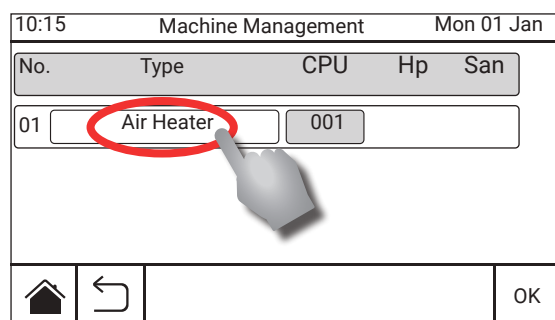 10:15 Machine Management Mon 01 Jan
No. Type CPU Hp San
01 Air Heater 001
OK